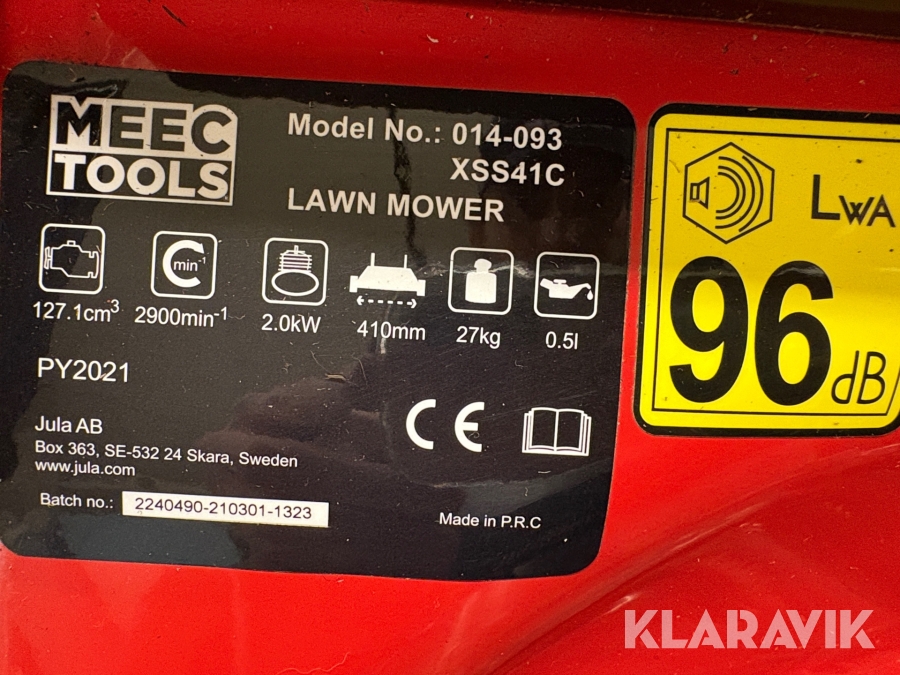 MEEC
TOOLS
Model No.: 014-093
XSS41C
LAWN MOWER
min-1
127.1cm³
2900min-1
2.0kW
410mm
27kg
0.5l
PY2021
Jula AB
Box 363, SE-532 24 Skara, Sweden
www.jula.com
Batch no.: 2240490-210301-1323
CE
Made in P.R.C
LWA
96 dB
KLARAVIK